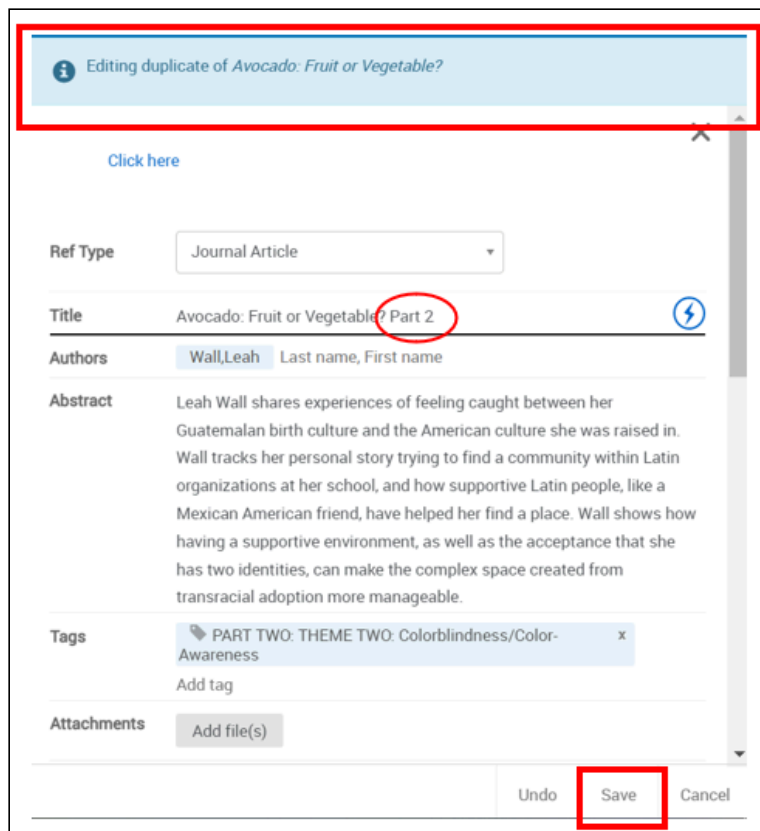 Editing duplicate of Avocado: Fruit or Vegetable?
Click here
Ref Type Journal Article
Title Avocado: Fruit or Vegetable? Part 2
Authors Wall,Leah Last name, First name
Abstract Leah Wall shares experiences of feeling caught between her
Guatemalan birth culture and the American culture she was raised in.
Wall tracks her personal story trying to find a community within Latin
organizations at her school, and how supportive Latin people, like a
Mexican American friend, have helped her find a place. Wall shows how
having a supportive environment, as well as the acceptance that she
has two identities, can make the complex space created from
transracial adoption more manageable.
Tags PART TWO: THEME TWO: Colorblindness/Color- x
Awareness
Add tag
Attachments Add file(s)
Undo Save Cancel